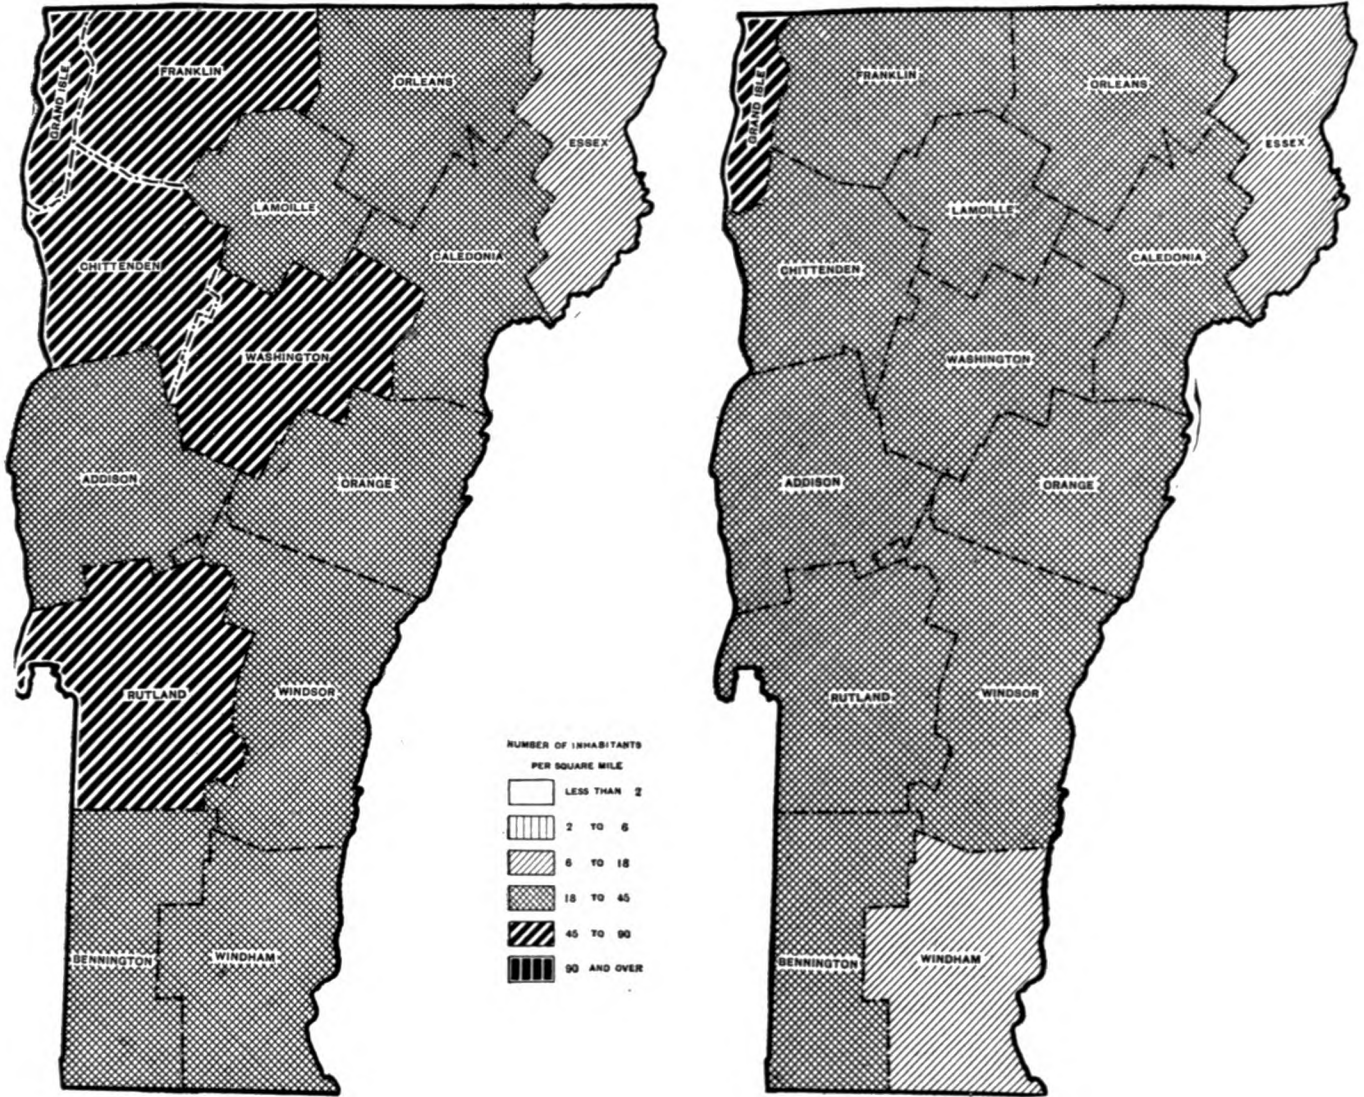 GRAND ISLE
FRANKLIN
ORLEANS
ESSEX
LAMOILLE
CALEDONIA
CHITTENDEN
WASHINGTON
ADDISON
ORANGE
RUTLAND
WINDSOR
BENNINGTON
WINDHAM
NUMBER OF INHABITANTS
PER SQUARE MILE
LESS THAN 2
2 TO 6
6 TO 18
18 TO 45
45 TO 90
90 AND OVER
GRAND ISLE
FRANKLIN
ORLEANS
ESSEX
LAMOILLE
CALEDONIA
CHITTENDEN
WASHINGTON
ADDISON
ORANGE
RUTLAND
WINDSOR
BENNINGTON
WINDHAM